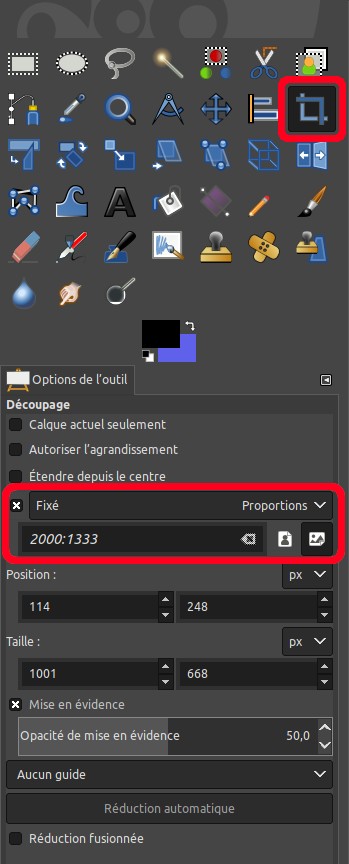 Options de l'outil
Découpage
Calque actuel seulement
Autoriser l'agrandissement
Étendre depuis le centre
Fixé Proportions
2000:1333
Position : px
114 248
Taille : px
1001 668
Mise en évidence
Opacité de mise en évidence 50,0
Aucun guide
Réduction automatique
Réduction fusionnée